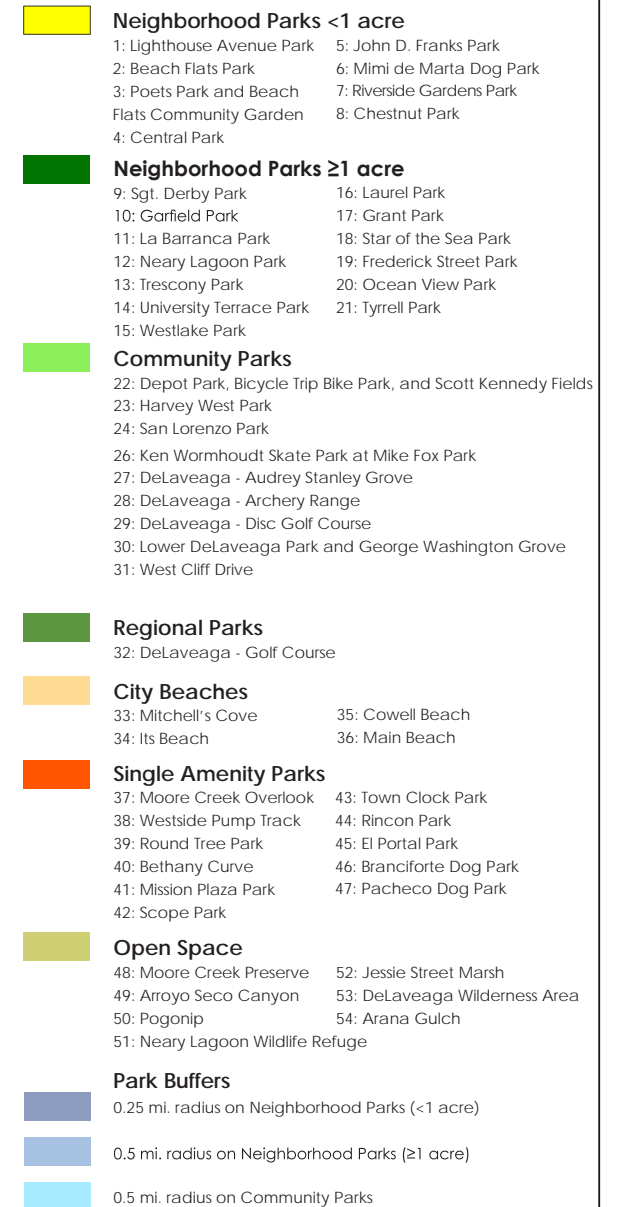 Neighborhood Parks <1 acre
1: Lighthouse Avenue Park
2: Beach Flats Park
3: Poets Park and Beach
Flats Community Garden
4: Central Park
5: John D. Franks Park
6: Mimi de Marta Dog Park
7: Riverside Gardens Park
8: Chestnut Park
Neighborhood Parks ≥1 acre
9: Sgt. Derby Park
10: Garfield Park
11: La Barranca Park
12: Neary Lagoon Park
13: Trescony Park
14: University Terrace Park
15: Westlake Park
16: Laurel Park
17: Grant Park
18: Star of the Sea Park
19: Frederick Street Park
20: Ocean View Park
21: Tyrrell Park
Community Parks
22: Depot Park, Bicycle Trip Bike Park, and Scott Kennedy Fields
23: Harvey West Park
24: San Lorenzo Park
26: Ken Wormhoudt Skate Park at Mike Fox Park
27: DeLaveaga - Audrey Stanley Grove
28: DeLaveaga - Archery Range
29: DeLaveaga - Disc Golf Course
30: Lower DeLaveaga Park and George Washington Grove
31: West Cliff Drive
Regional Parks
32: DeLaveaga - Golf Course
City Beaches
33: Mitchell's Cove
34: Its Beach
35: Cowell Beach
36: Main Beach
Single Amenity Parks
37: Moore Creek Overlook
38: Westside Pump Track
39: Round Tree Park
40: Bethany Curve
41: Mission Plaza Park
42: Scope Park
43: Town Clock Park
44: Rincon Park
45: El Portal Park
46: Branciforte Dog Park
47: Pacheco Dog Park
Open Space
48: Moore Creek Preserve
49: Arroyo Seco Canyon
50: Pogonip
51: Neary Lagoon Wildlife Refuge
52: Jessie Street Marsh
53: DeLaveaga Wilderness Area
54: Arana Gulch
Park Buffers
0.25 mi. radius on Neighborhood Parks (<1 acre)
0.5 mi. radius on Neighborhood Parks (≥1 acre)
0.5 mi. radius on Community Parks